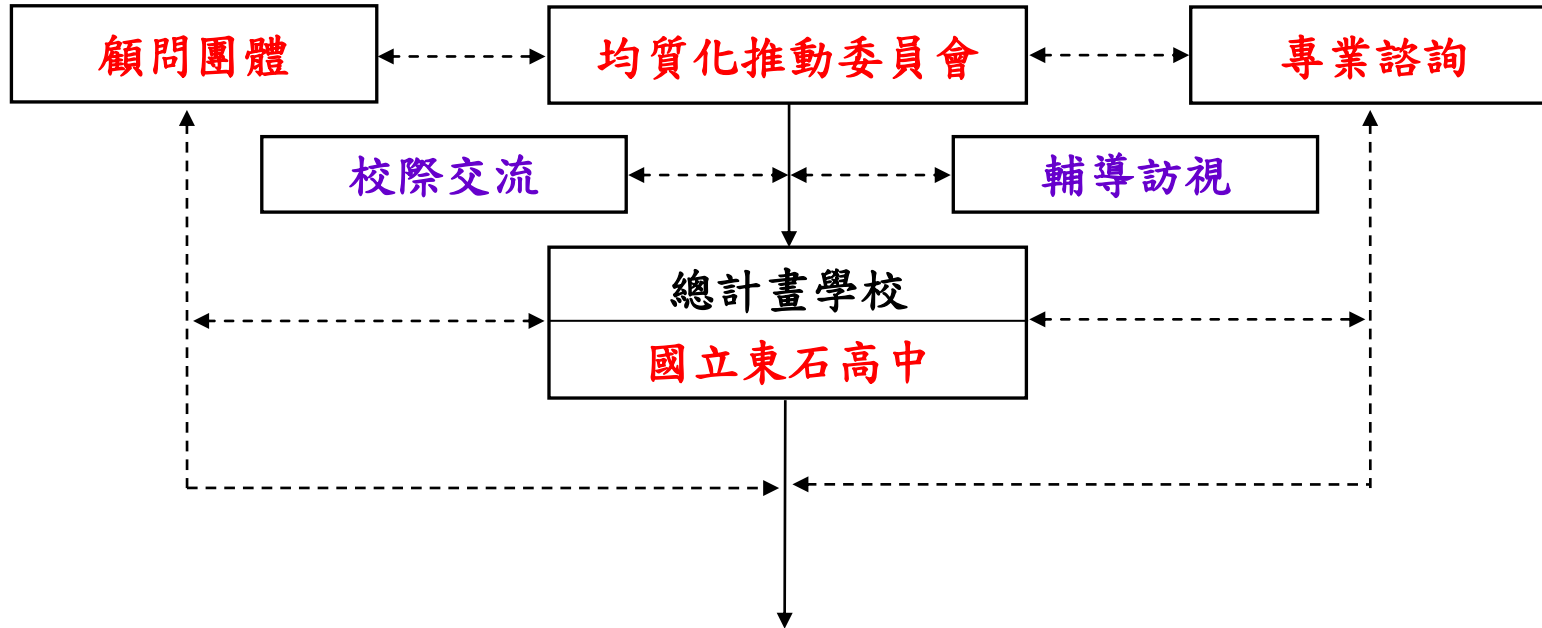 顧問團體
均質化推動委員會
專業諮詢
校際交流
輔導訪視
總計畫學校
國立東石高中